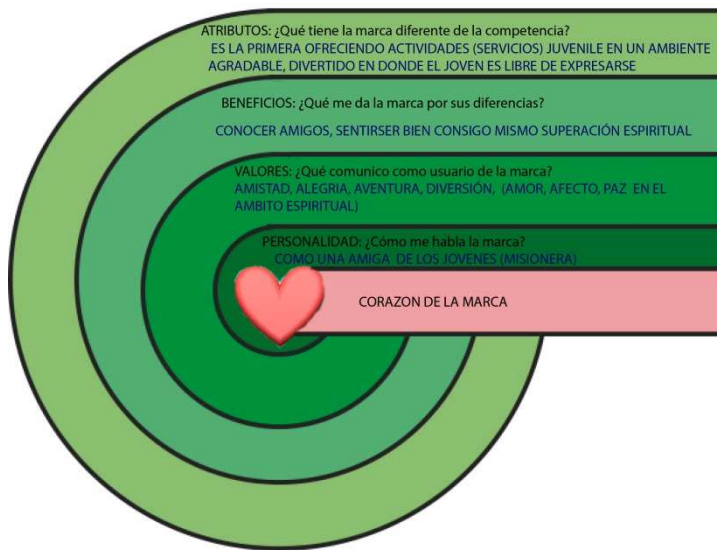 ATRIBUTOS: ¿Qué tiene la marca diferente de la competencia?
ES LA PRIMERA OFRECIENDO ACTIVIDADES (SERVICIOS) JUVENILE EN UN AMBIENTE
AGRADABLE, DIVERTIDO EN DONDE EL JOVEN ES LIBRE DE EXPRESARSE
BENEFICIOS: ¿Qué me da la marca por sus diferencias?
CONOCER AMIGOS, SENTIRSER BIEN CONSIGO MISMO SUPERACIÓN ESPIRITUAL
VALORES: ¿Qué comunico como usuario de la marca?
AMISTAD, ALEGRIA, AVENTURA, DIVERSIÓN, (AMOR, AFECTO, PAZ EN EL
AMBITO ESPIRITUAL)
PERSONALIDAD: ¿Cómo me habla la marca?
COMO UNA AMIGA DE LOS JOVENES (MISIONERA)
CORAZON DE LA MARCA